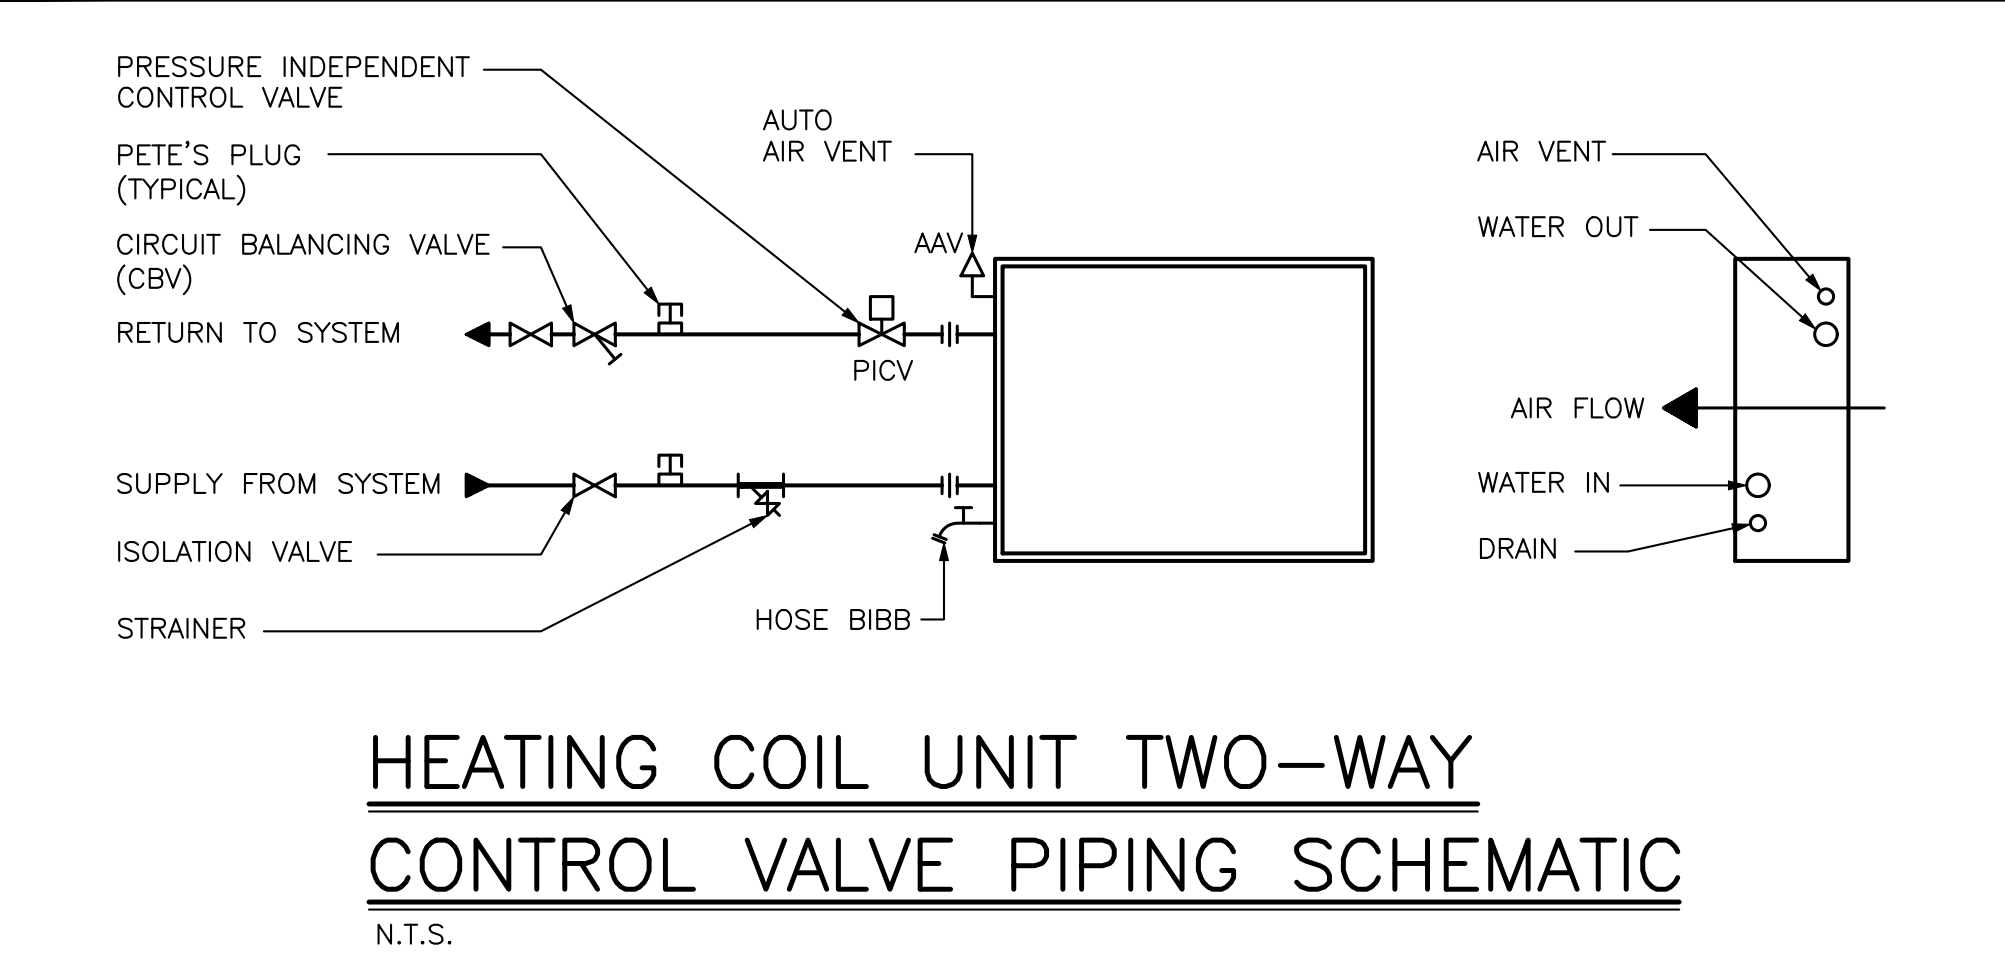 PRESSURE INDEPENDENT
CONTROL VALVE
PETE'S PLUG
(TYPICAL)
CIRCUIT BALANCING VALVE
(CBV)
RETURN TO SYSTEM
SUPPLY FROM SYSTEM
ISOLATION VALVE
STRAINER
AUTO
AIR VENT
AAV
PICV
HOSE BIBB
AIR VENT
WATER OUT
AIR FLOW
WATER IN
DRAIN
HEATING COIL UNIT TWO-WAY
CONTROL VALVE PIPING SCHEMATIC
N.T.S.